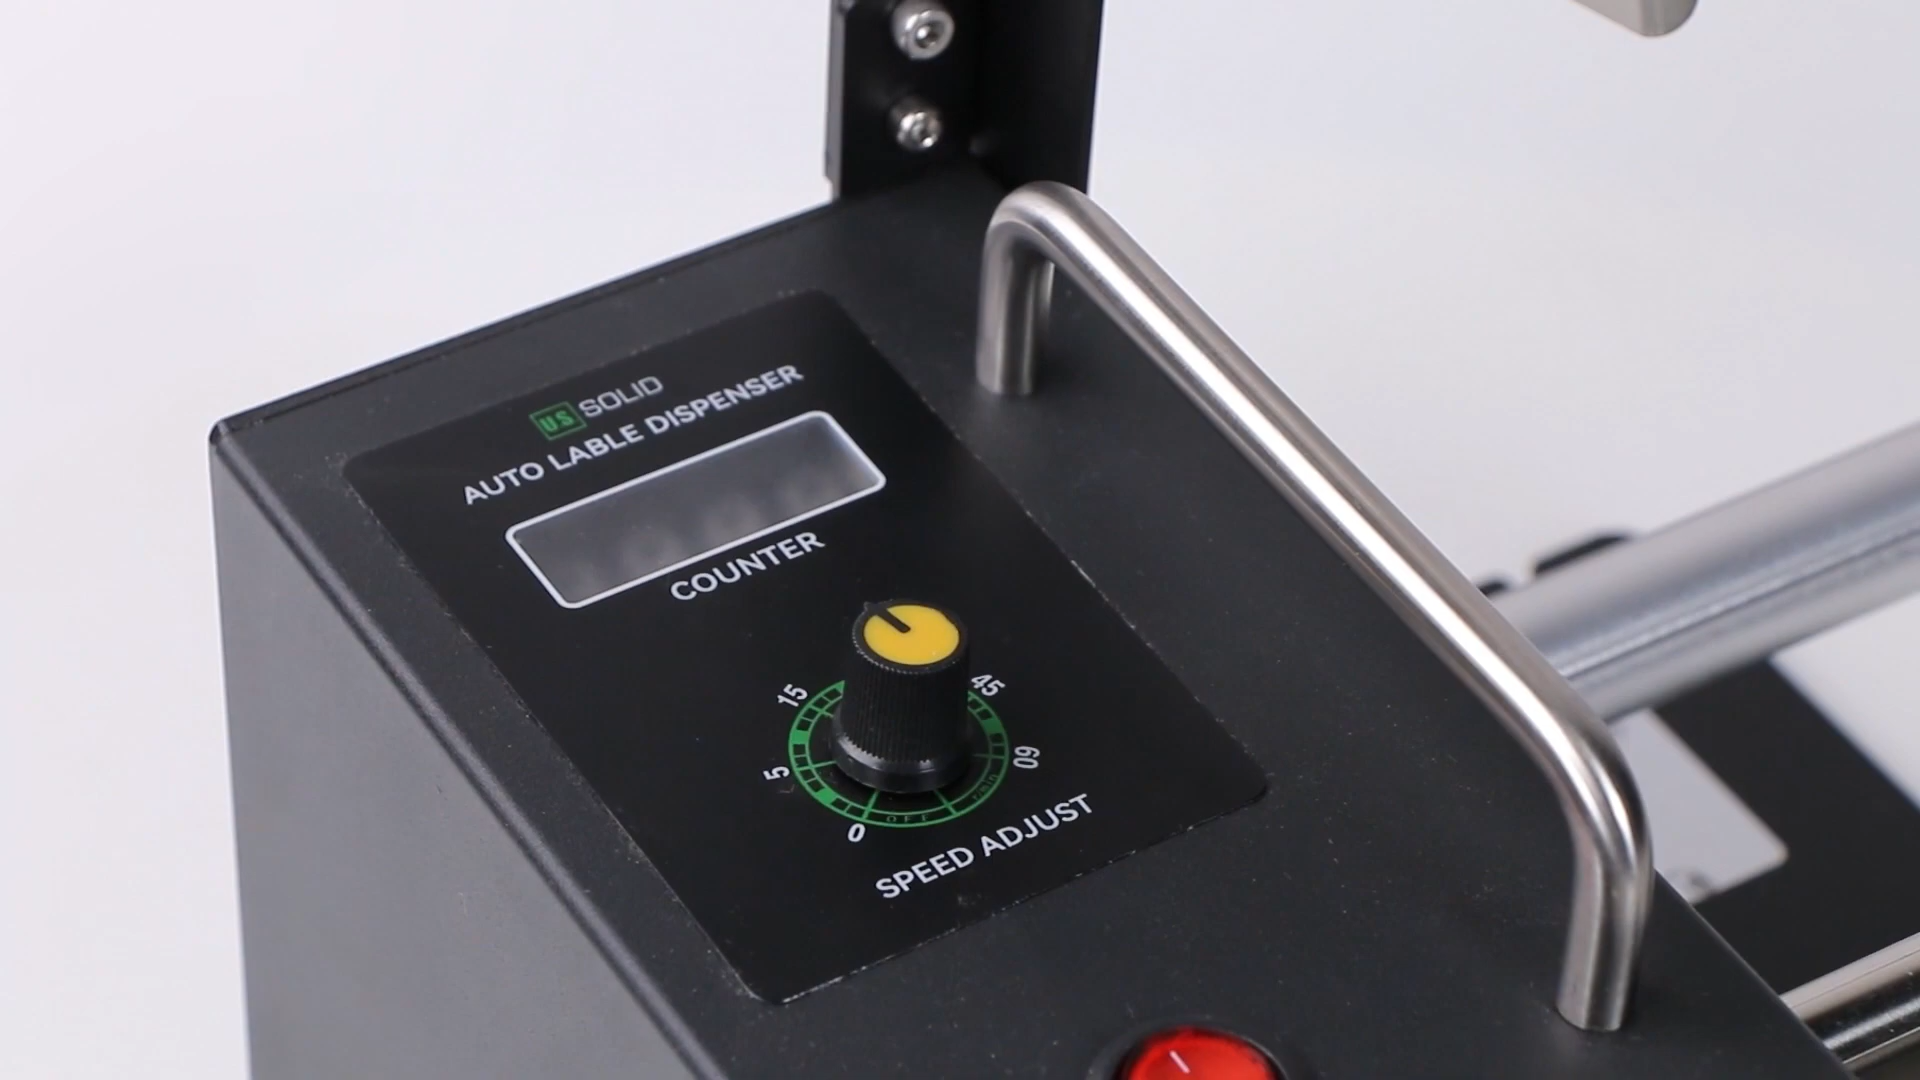 US SOLID
AUTO LABLE DISPENSER
COUNTER
15
45
5
60
0
OFF
SPEED ADJUST